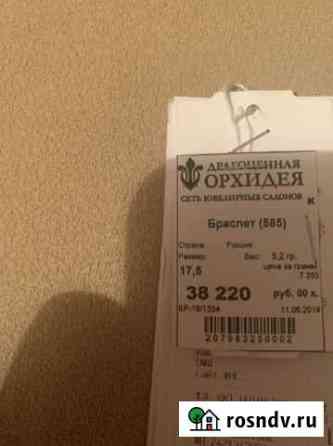 ДРАГОЦЕННАЯ
ОРХИДЕЯ
СЕТЬ ЮВЕЛИРНЫХ САЛОНОВ
к
Браслет (585)
Страна: Россия
Размер: Вес: 5,2 гр. цена за грамм
17,5 7 350
38 220 руб. 00 к.
11.06.2019
rosndv.ru